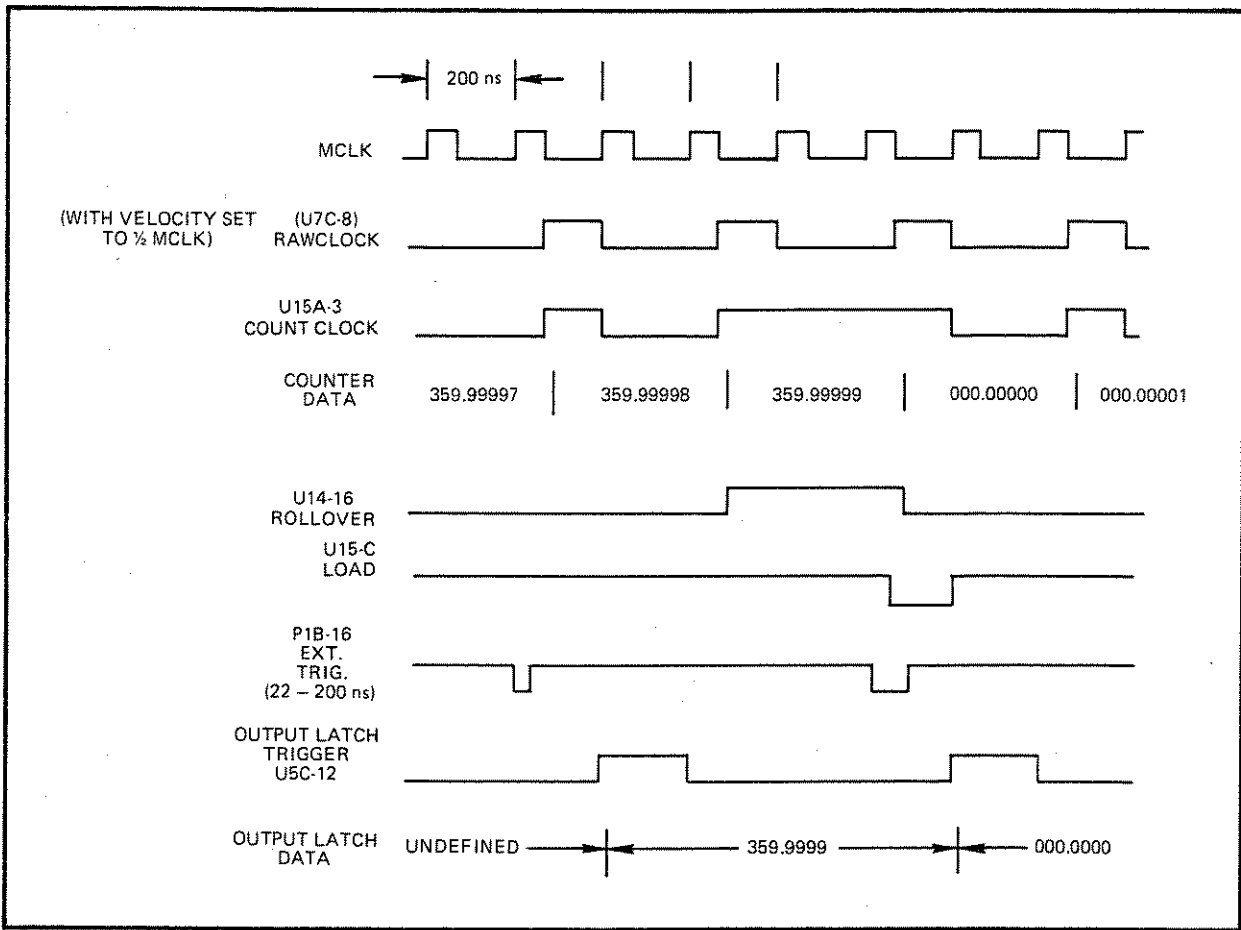 200 ns
MCLK
(WITH VELOCITY SET (U7C-8)
TO ½ MCLK) RAWCLOCK
U15A-3
COUNT CLOCK
COUNTER
DATA
359.99997 359.99998 359.99999 000.00000 000.00001
U14-16
ROLLOVER
U15-C
LOAD
P1B-16
EXT.
TRIG.
(22 – 200 ns)
OUTPUT LATCH
TRIGGER
U5C-12
OUTPUT LATCH
DATA
UNDEFINED 359.9999 000.0000